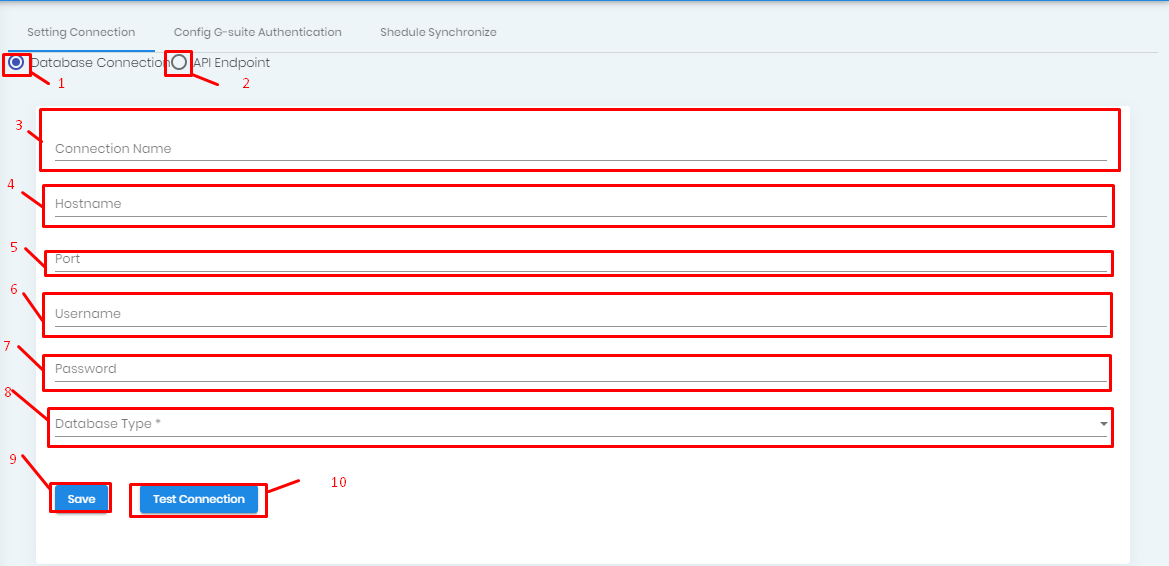 Setting Connection Config G-suite Authentication Shedule Synchronize
Database Connection API Endpoint
1 2
3
Connection Name
4
Hostname
5
Port
6
Username
7
Password
8
Database Type *
9
10
Save Test Connection